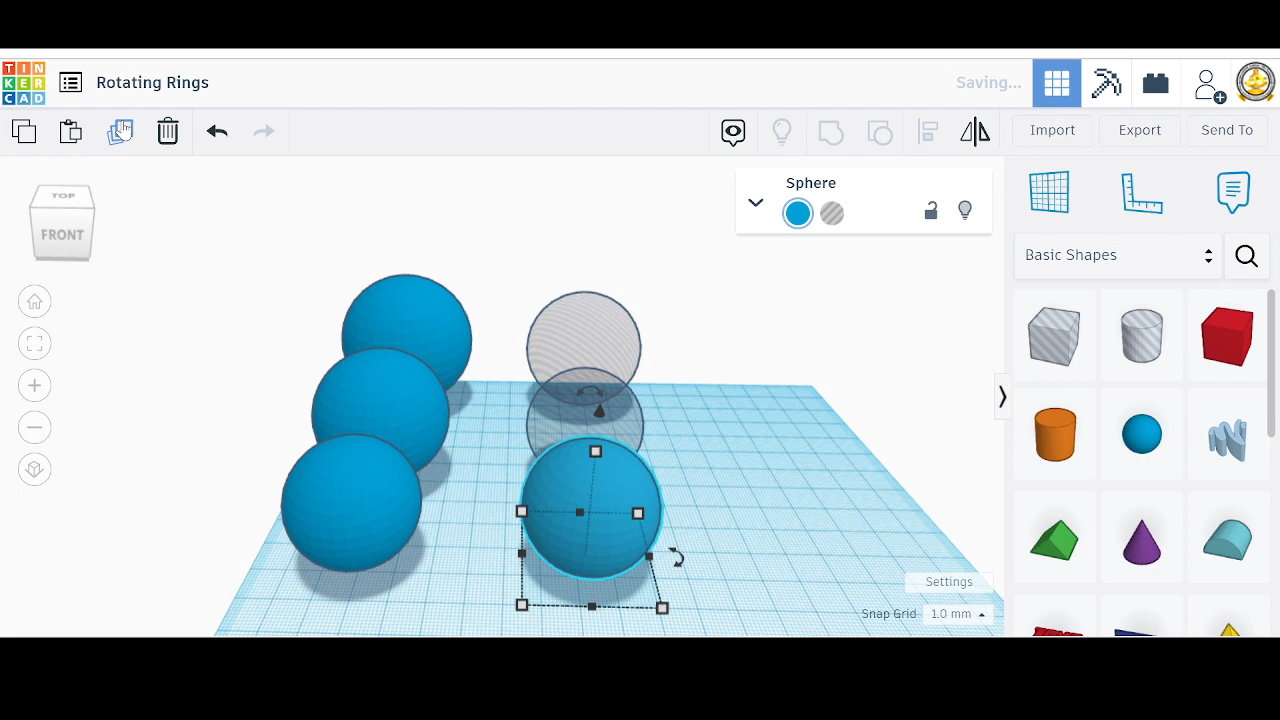 TIN
KER
CAD
Rotating Rings
Saving...
Import
Export
Send To
TOP
FRONT
Sphere
Basic Shapes
Settings
Snap Grid 1.0 mm